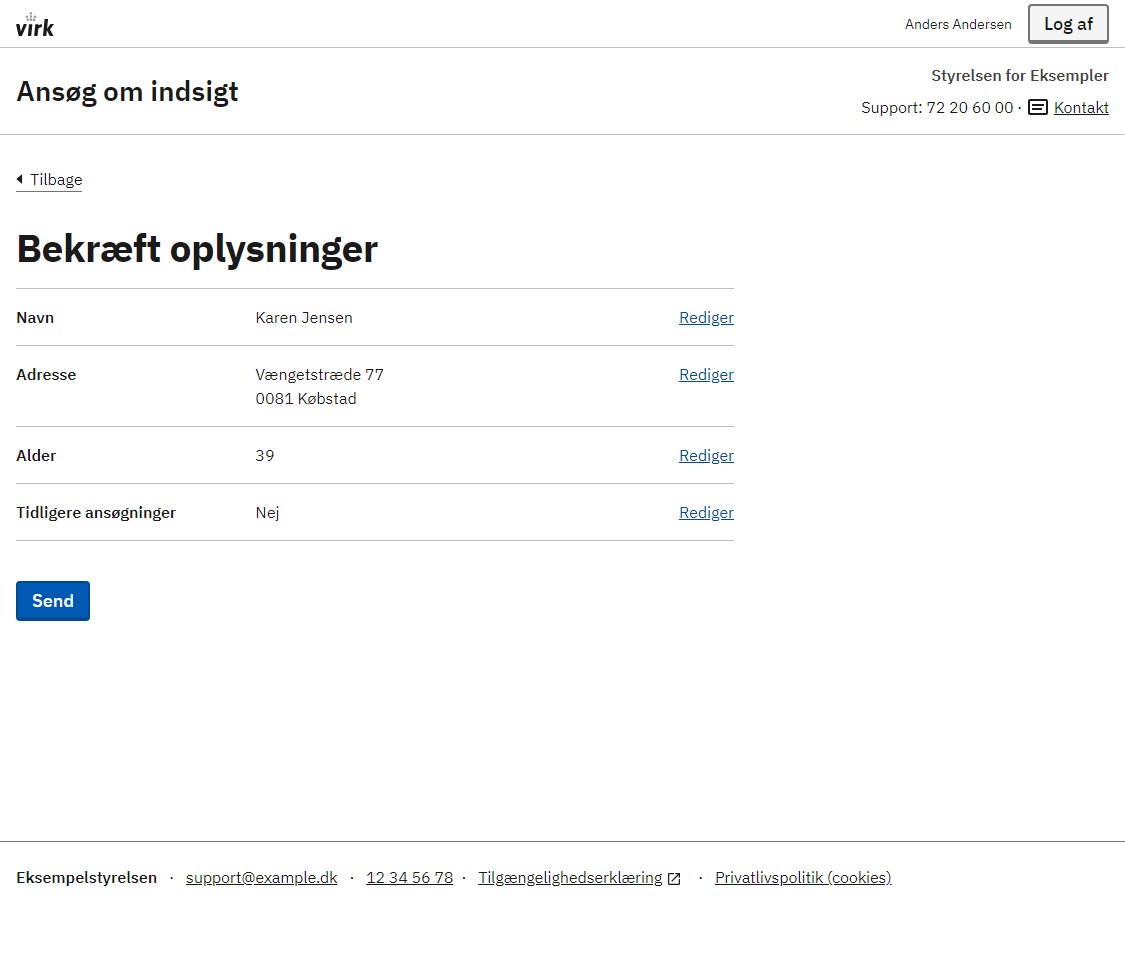 virk
Anders Andersen
Log af
Ansøg om indsigt
Styrelsen for Eksempler
Support: 72 20 60 00 · Kontakt
Tilbage
Bekræft oplysninger
Navn Karen Jensen Rediger
Adresse Vængetstræde 77 Rediger
0081 Købstad
Alder 39 Rediger
Tidligere ansøgninger Nej Rediger
Send
Eksempelstyrelsen · support@example.dk · 12 34 56 78 · Tilgængelighedserklæring · Privatlivspolitik (cookies)